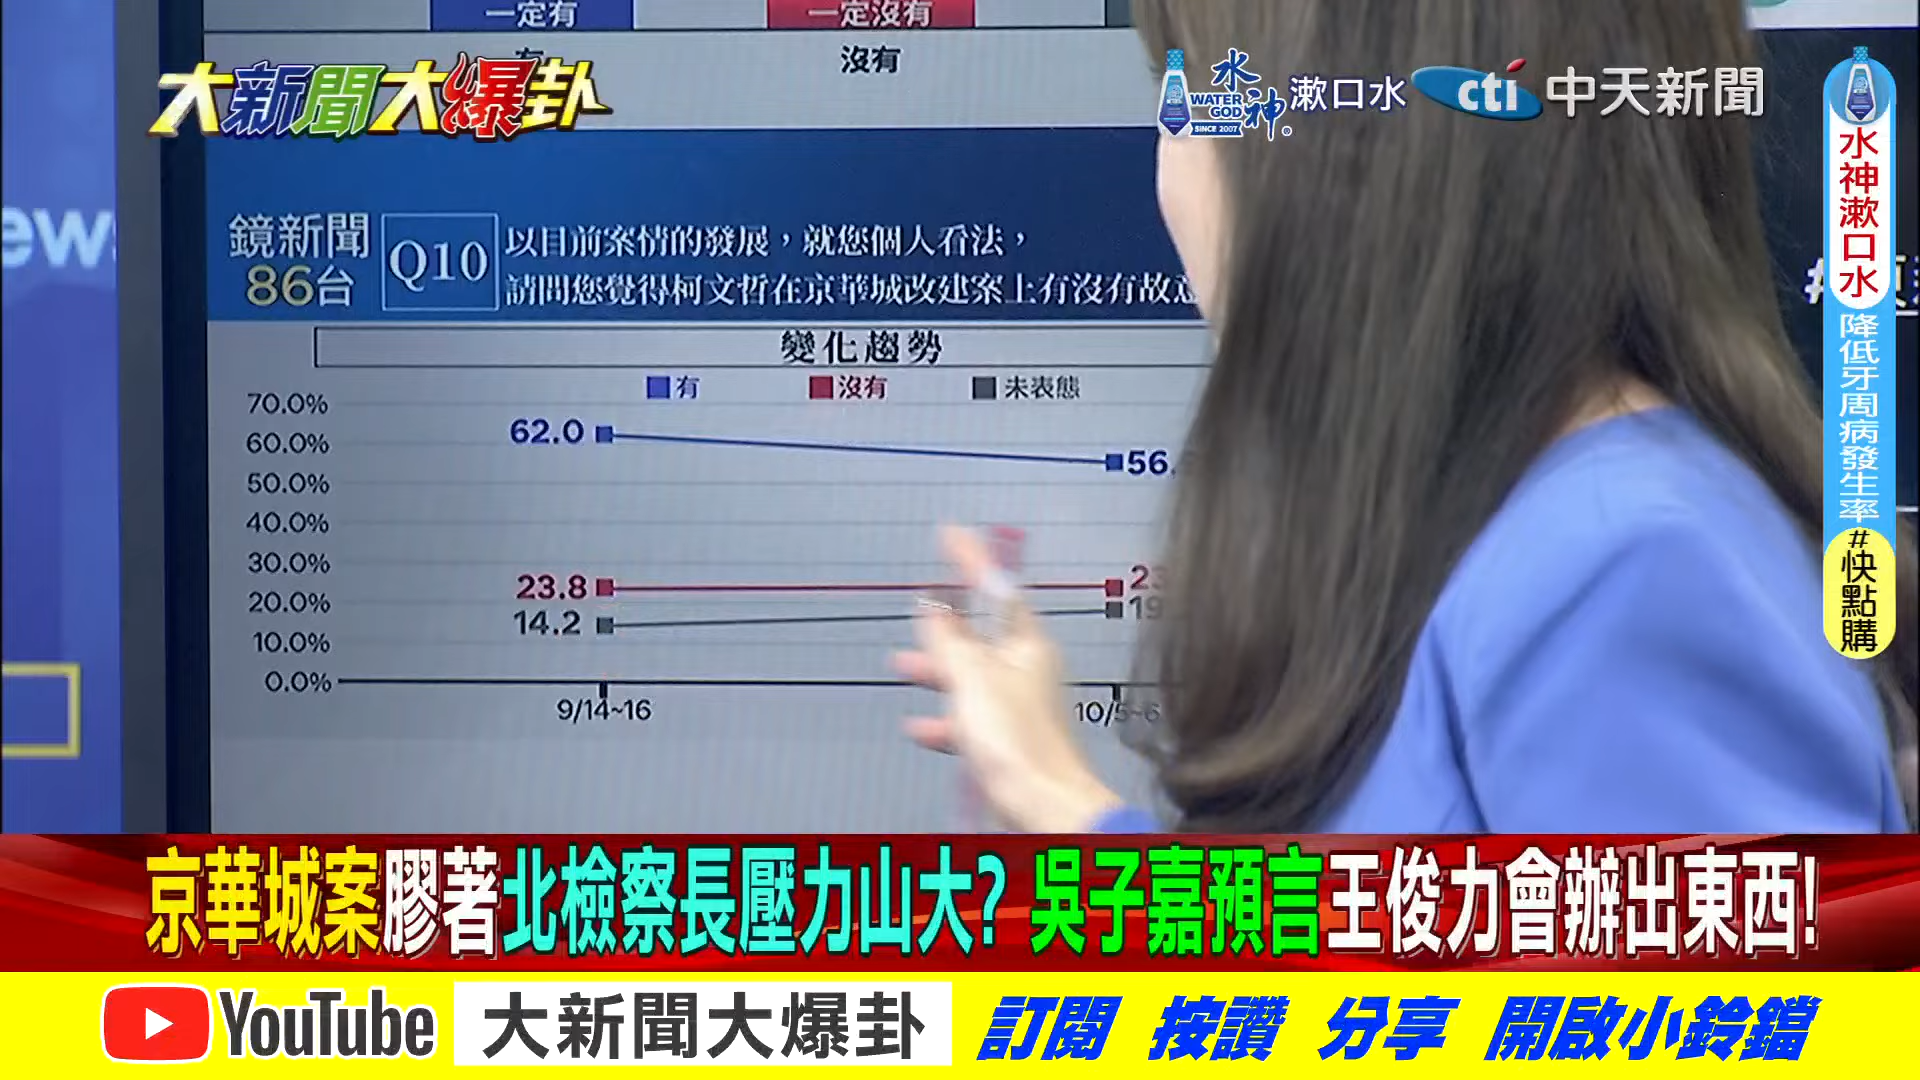 一定有
一定沒有
有
沒有
大新聞大爆卦
水神
WATER GOD
SINCE 2007
漱口水
cti 中天新聞
鏡新聞
86台
Q10
以目前案情的發展，就您個人看法，
請問您覺得柯文哲在京華城改建案上有沒有故意
變化趨勢
有
沒有
未表態
70.0%
60.0%
50.0%
40.0%
30.0%
20.0%
10.0%
0.0%
62.0
56.
23.8
23
14.2
19
9/14~16
10/5~6
水神漱口水
降低牙周病發生率
#快點購
京華城案膠著北檢察長壓力山大? 吳子嘉預言王俊力會辦出東西!
YouTube
大新聞大爆卦
訂閱 按讚 分享 開啟小鈴鐺